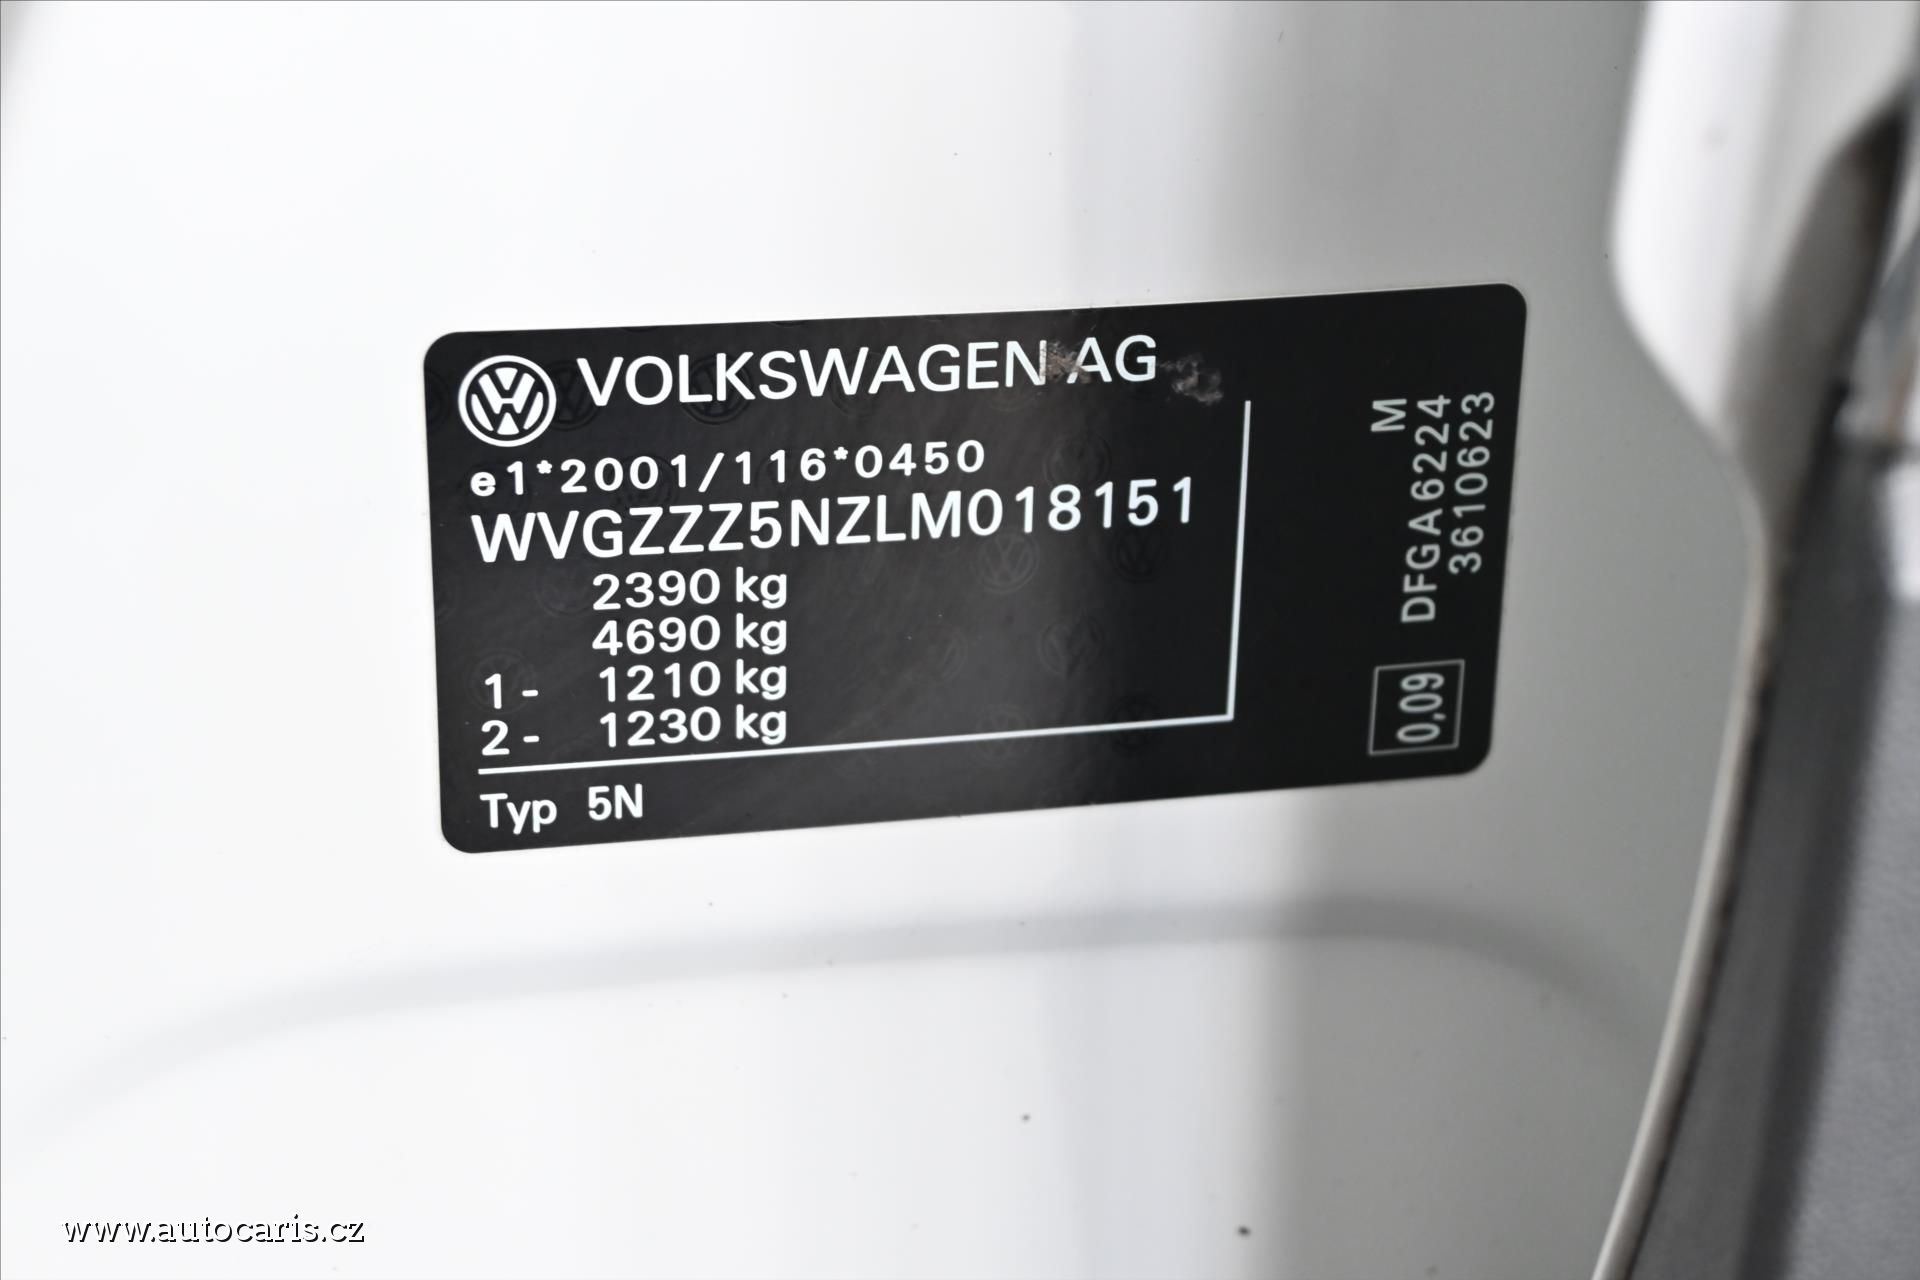 VOLKSWAGEN AG
e1*2001/116*0450
WVGZZZ5NZLM018151
2390 kg
4690 kg
1- 1210 kg
2- 1230 kg
Typ 5N
M
DFGA6224
3610623
0,09
www.autocaris.cz